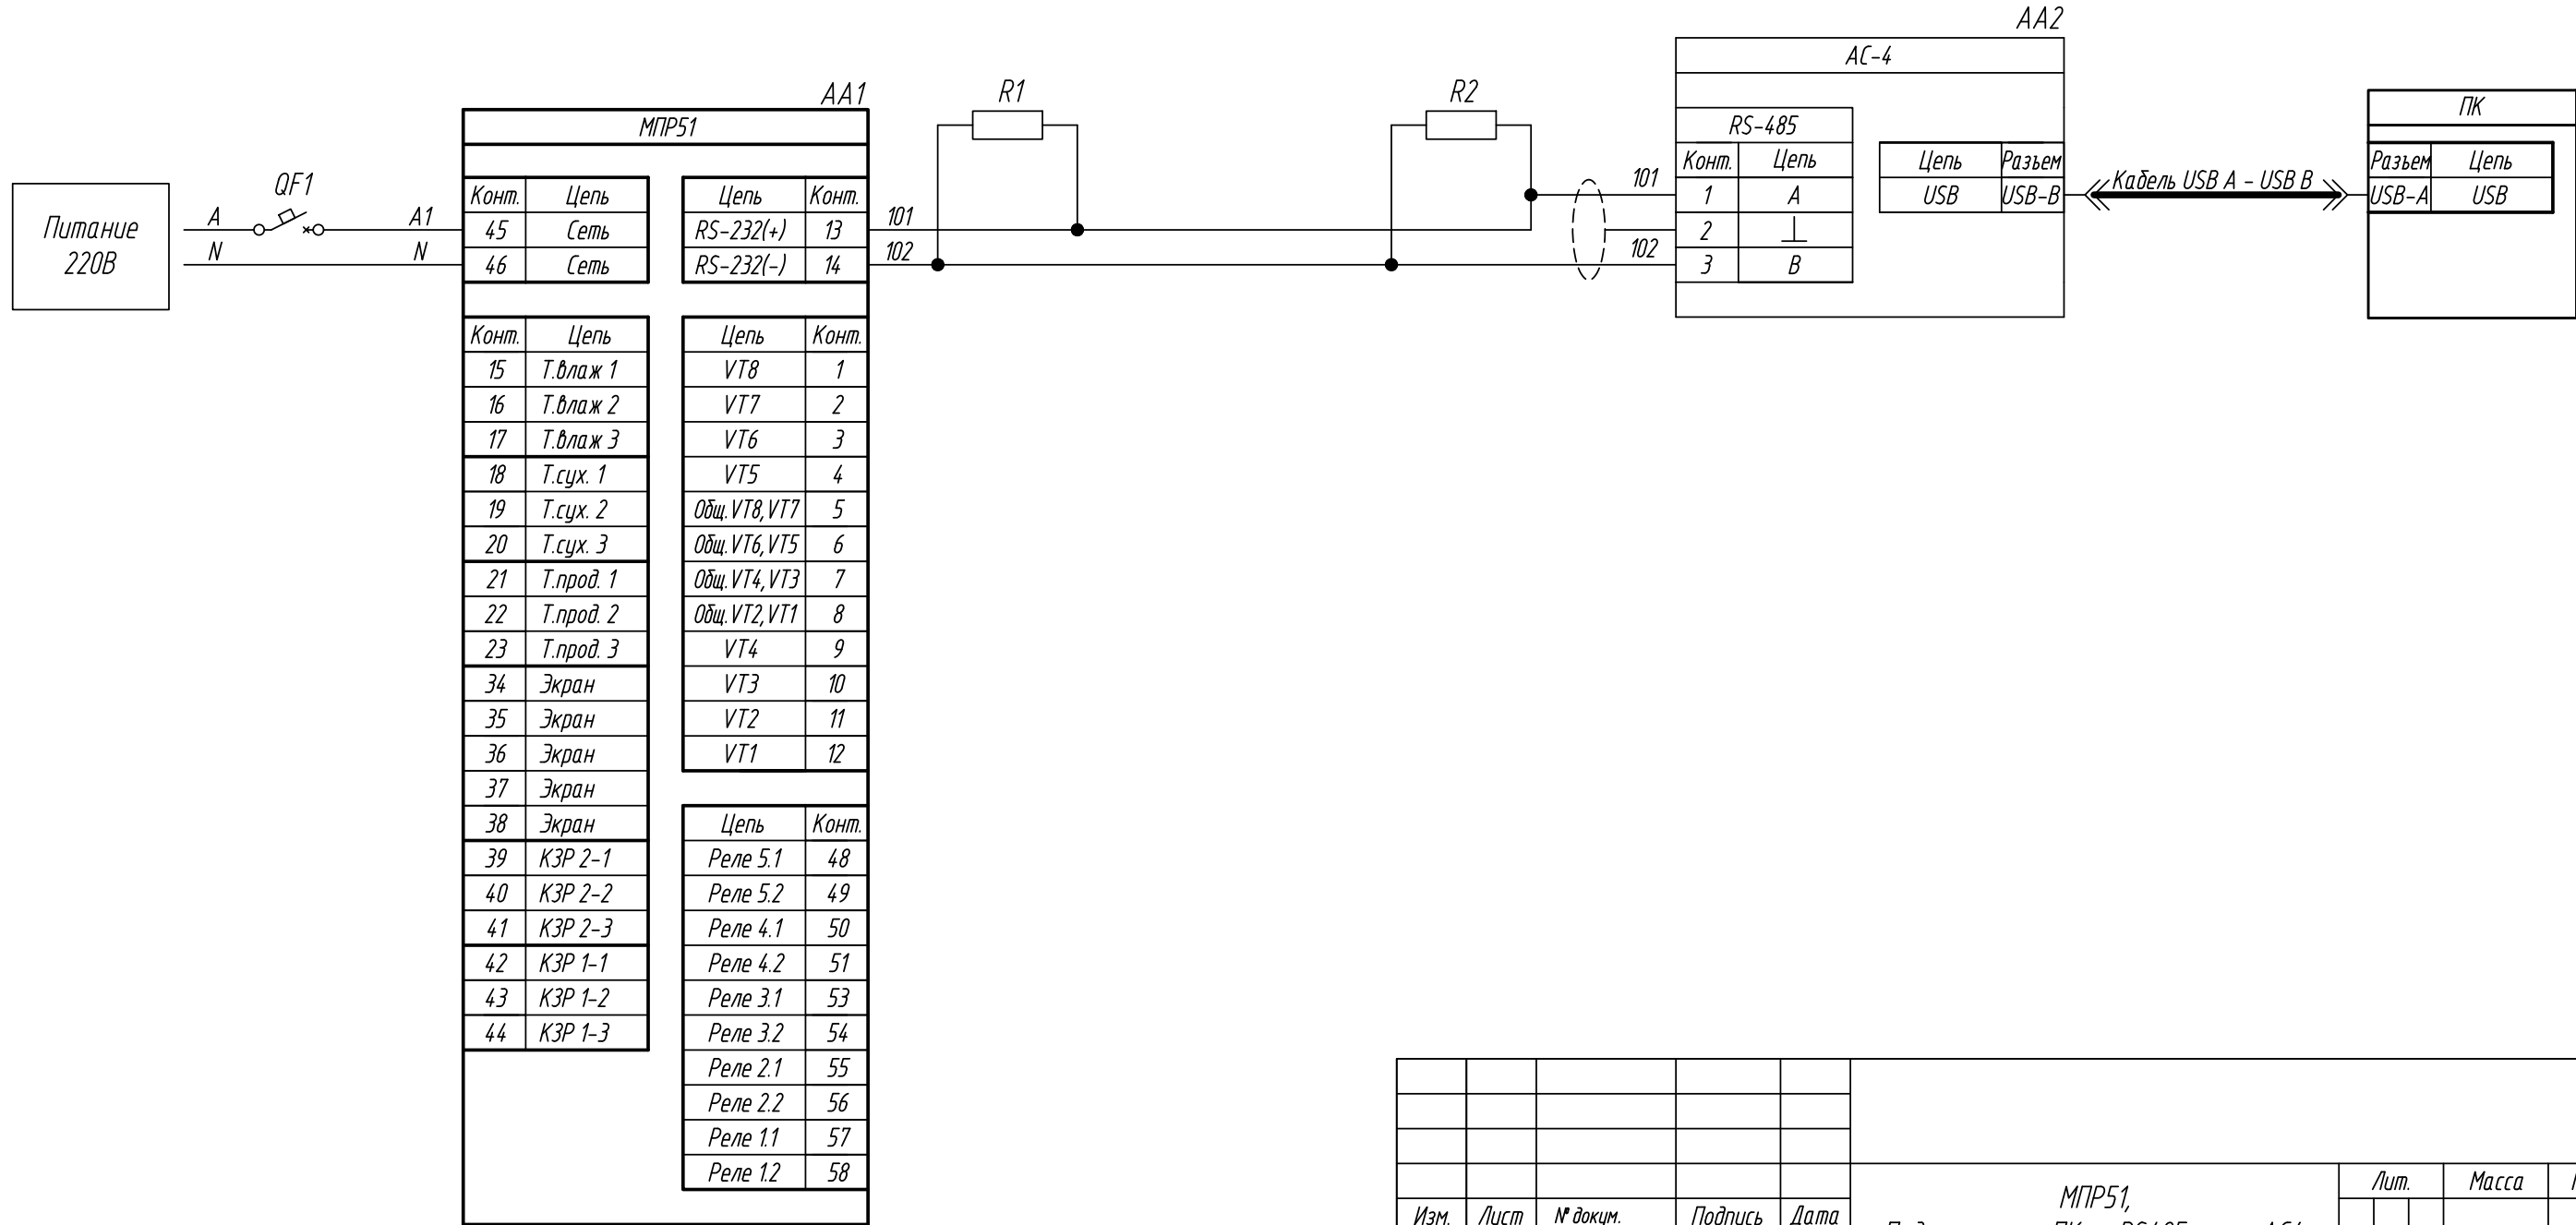 АА2
АС-4
АА1
R1
R2
МПР51
ПК
RS-485
Конт. Цепь
Цепь Разъем
Разъем Цепь
QF1
101
1 А
USB USB-B
Кабель USB A - USB B
USB-A USB
Питание
220В
Конт. Цепь
Цепь Конт.
А А1
45 Сеть
RS-232(+) 13
101
2 ⊥
N N
46 Сеть
RS-232(-) 14
102
102
3 В
Конт. Цепь
Цепь Конт.
15 Т.влаж 1
VT8 1
16 Т.влаж 2
VT7 2
17 Т.влаж 3
VT6 3
18 Т.сух. 1
VT5 4
19 Т.сух. 2
Общ.VT8,VT7 5
20 Т.сух. 3
Общ.VT6,VT5 6
21 Т.прод. 1
Общ.VT4,VT3 7
22 Т.прод. 2
Общ.VT2,VT1 8
23 Т.прод. 3
VT4 9
34 Экран
VT3 10
35 Экран
VT2 11
36 Экран
VT1 12
37 Экран
38 Экран
Цепь Конт.
39 КЗР 2-1
Реле 5.1 48
40 КЗР 2-2
Реле 5.2 49
41 КЗР 2-3
Реле 4.1 50
42 КЗР 1-1
Реле 4.2 51
43 КЗР 1-2
Реле 3.1 53
44 КЗР 1-3
Реле 3.2 54
Реле 2.1 55
Реле 2.2 56
Реле 1.1 57
Реле 1.2 58
Лит. Масса
МПР51,
Изм. Лист № докум. Подпись Дата